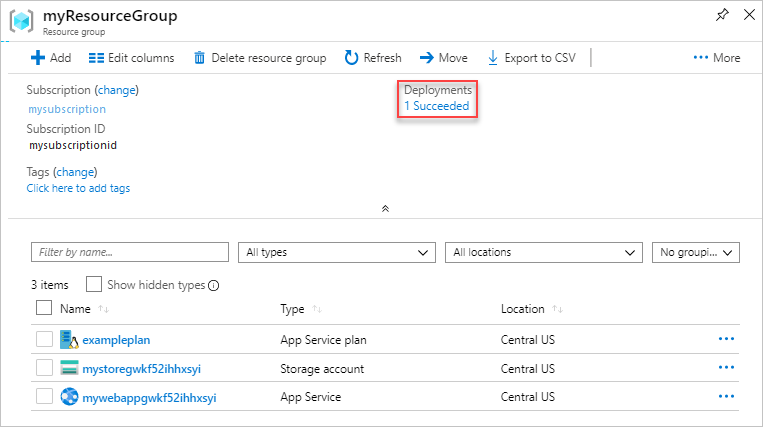 myResourceGroup
Resource group
Add Edit columns Delete resource group Refresh Move Export to CSV More
Subscription (change) Deployments
mysubscription 1 Succeeded
Subscription ID
mysubscriptionid
Tags (change)
Click here to add tags
Filter by name... All types All locations No groupi...
3 items Show hidden types
Name Type Location
exampleplan App Service plan Central US
mystoregwkf52ihhxsyi Storage account Central US
mywebappgwkf52ihhxsyi App Service Central US